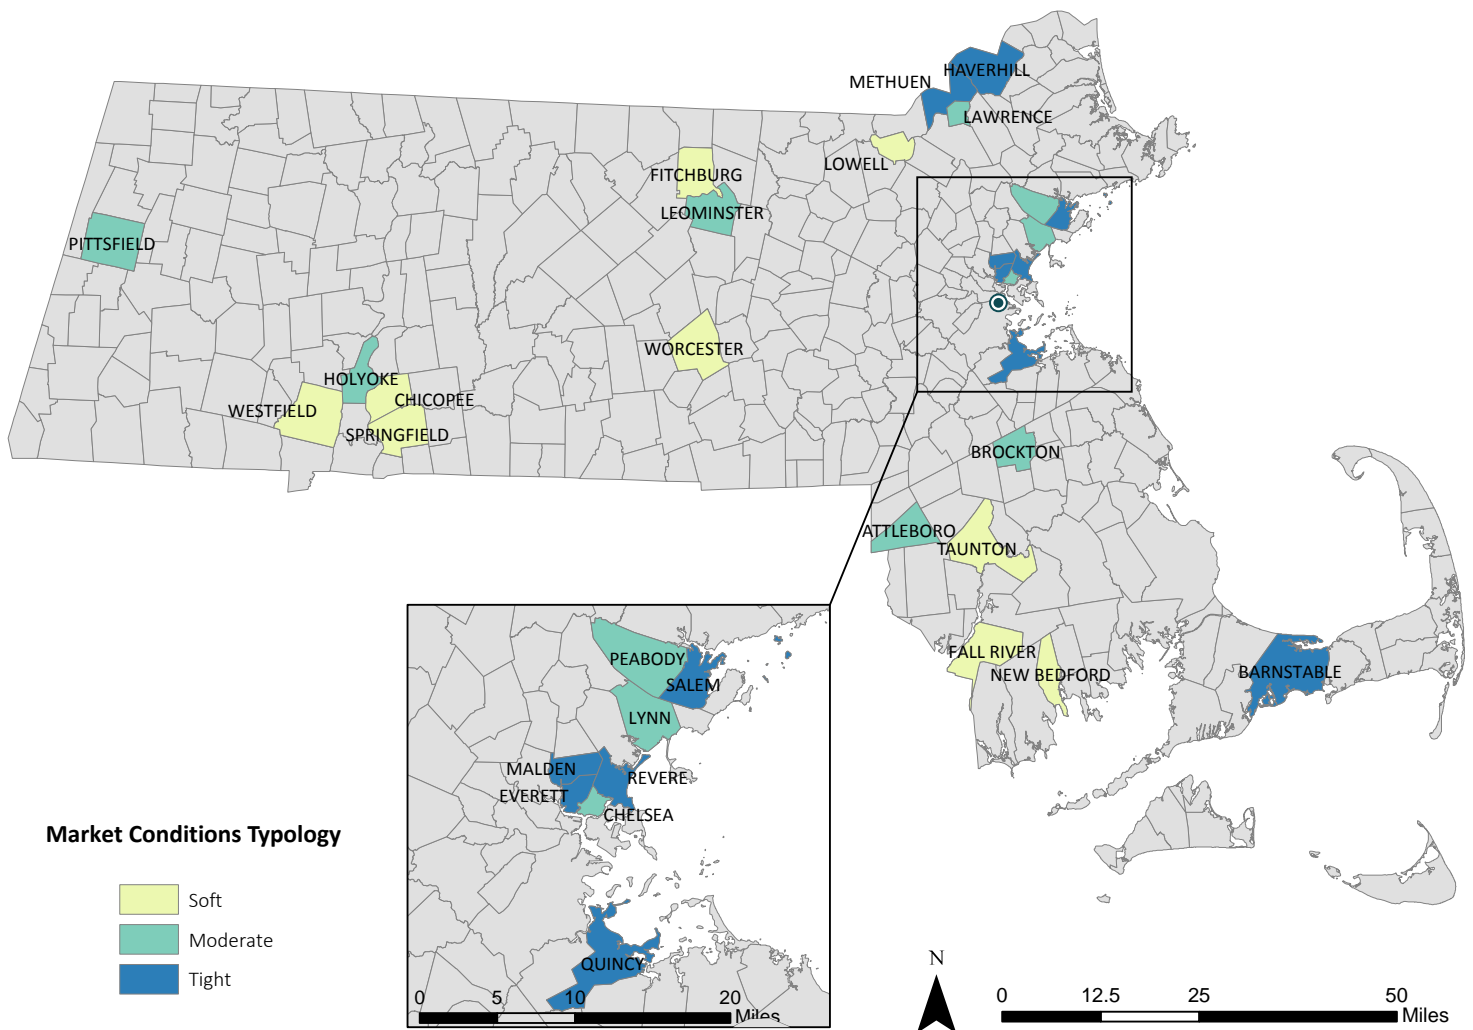 HAVERHILL
METHUEN
LAWRENCE
LOWELL
FITCHBURG
LEOMINSTER
PITTSFIELD
WORCESTER
HOLYOKE
CHICOPEE
WESTFIELD
SPRINGFIELD
BROCKTON
ATTLEBORO
TAUNTON
FALL RIVER
NEW BEDFORD
BARNSTABLE
PEABODY
SALEM
LYNN
MALDEN
REVERE
EVERETT
CHELSEA
QUINCY
0 5 10 20
Miles
Market Conditions Typology
Soft
Moderate
Tight
N
0 12.5 25 50
Miles